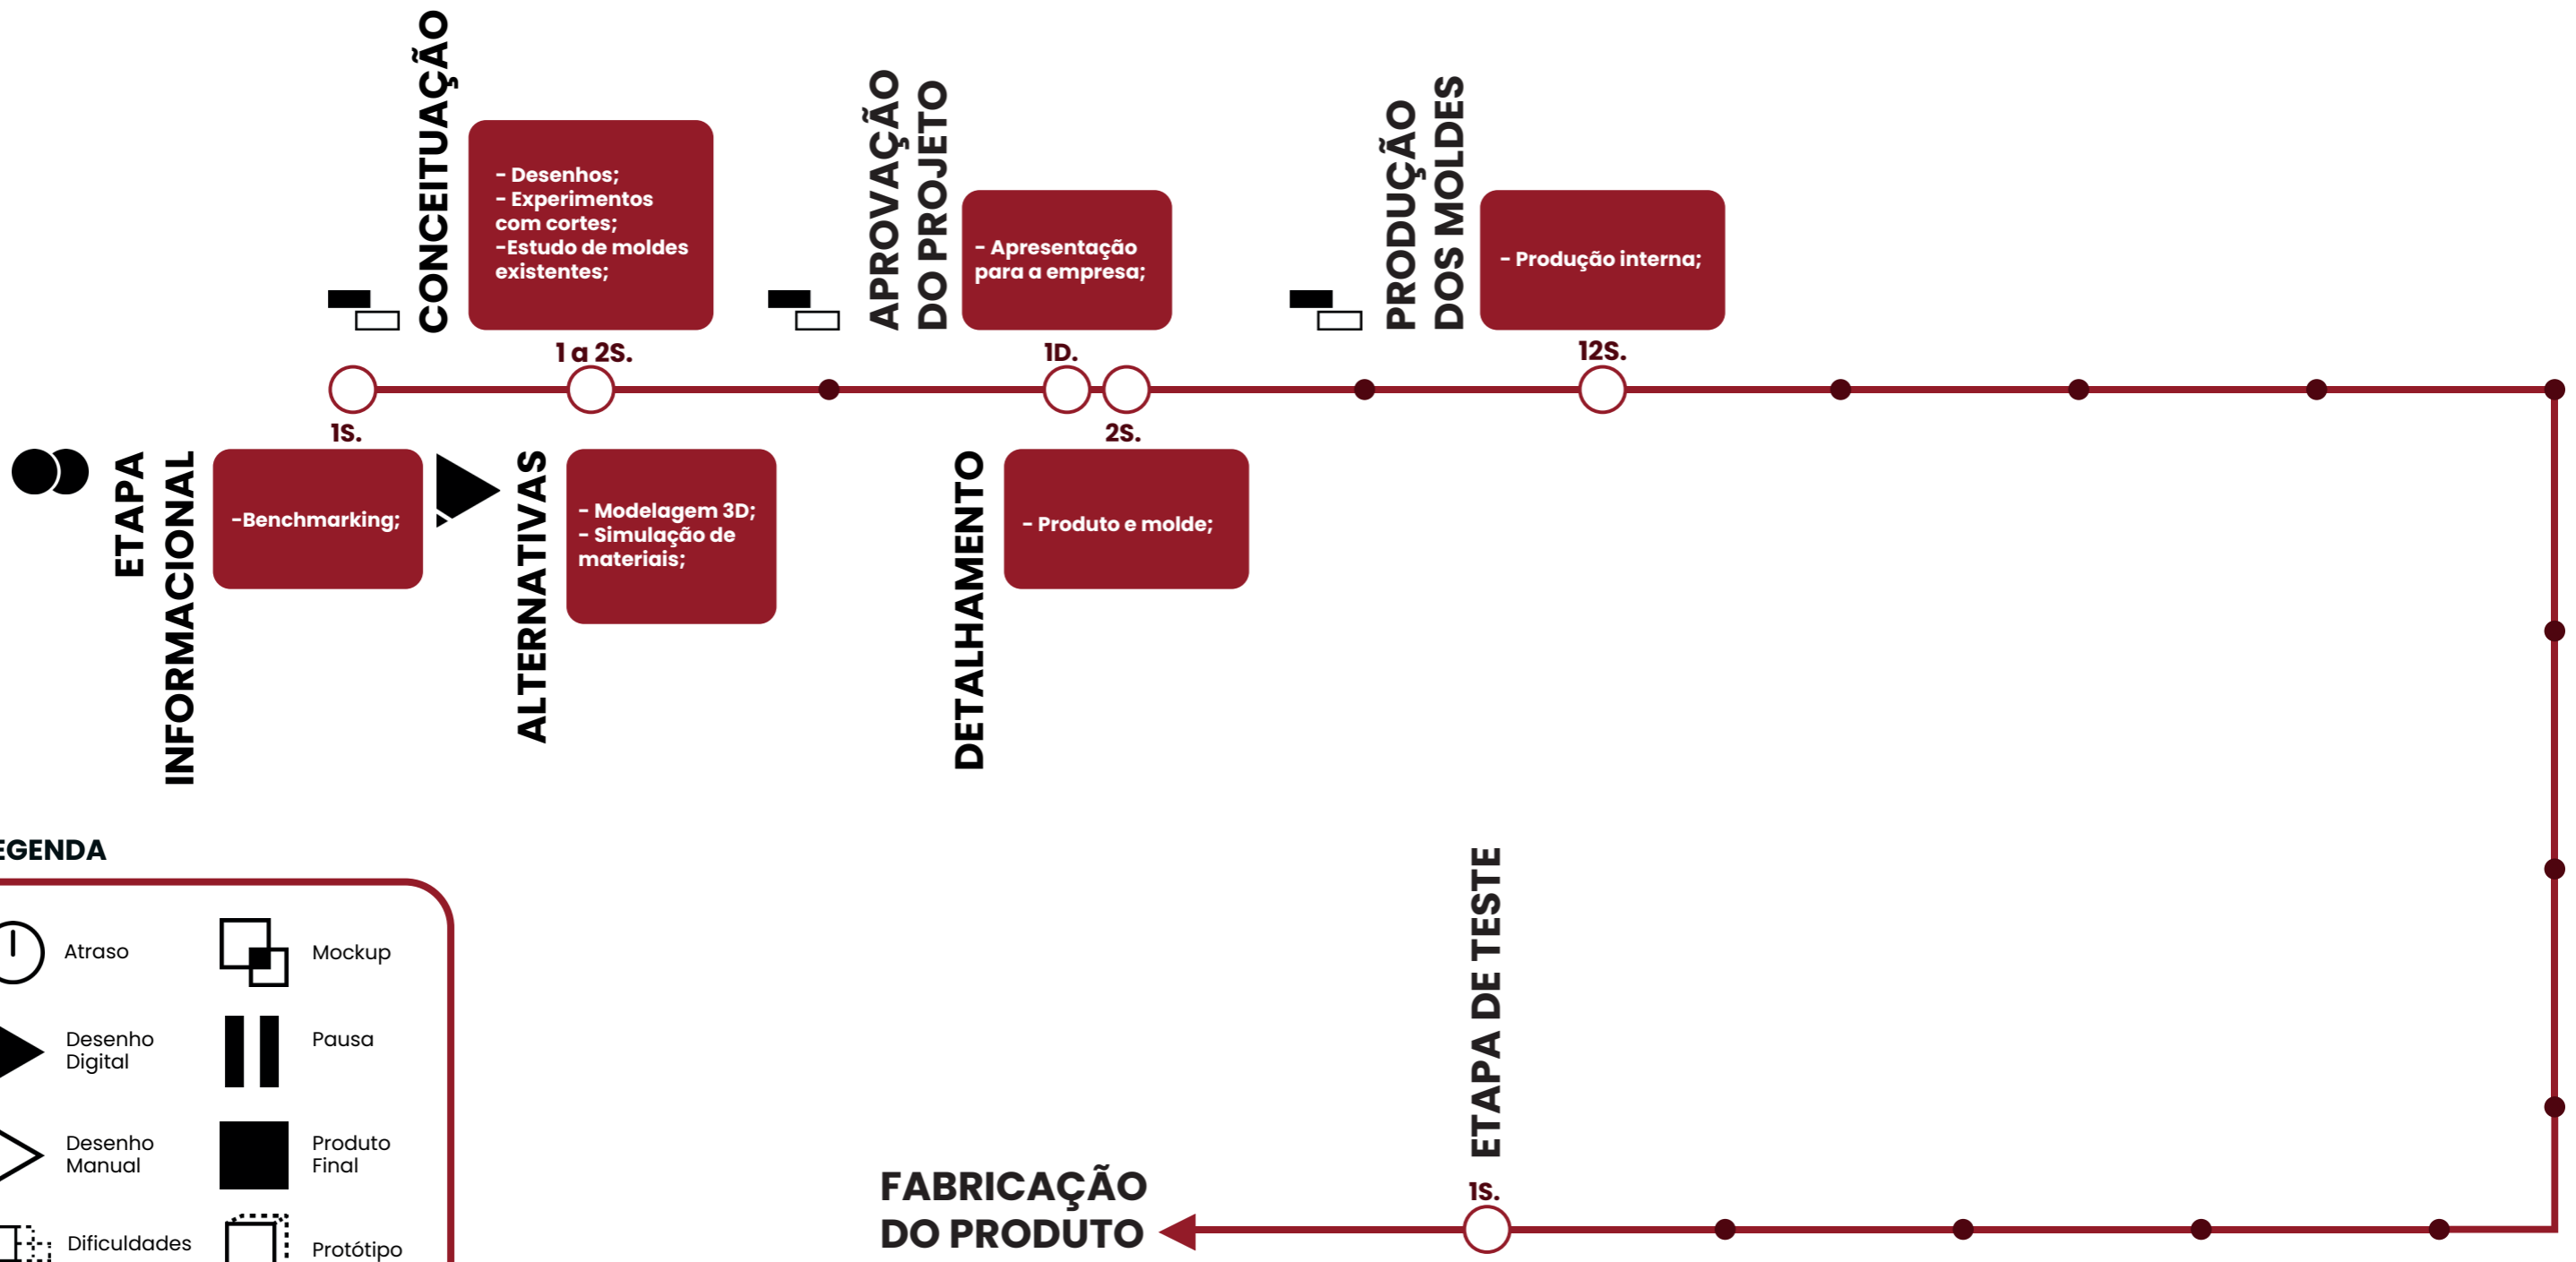 CONCEITUAÇÃO
- Desenhos;
- Experimentos
com cortes;
-Estudo de moldes
existentes;
1 a 2S.
APROVAÇÃO
DO PROJETO
- Apresentação
para a empresa;
1D.
PRODUÇÃO
DOS MOLDES
- Produção interna;
12S.
1S.
ETAPA
INFORMACIONAL
-Benchmarking;
ALTERNATIVAS
- Modelagem 3D;
- Simulação de
materiais;
2S.
DETALHAMENTO
- Produto e molde;
EGENDA
Atraso
Mockup
Desenho
Digital
Pausa
Desenho
Manual
Produto
Final
Dificuldades
Protótipo
ETAPA DE TESTE
1S.
FABRICAÇÃO
DO PRODUTO